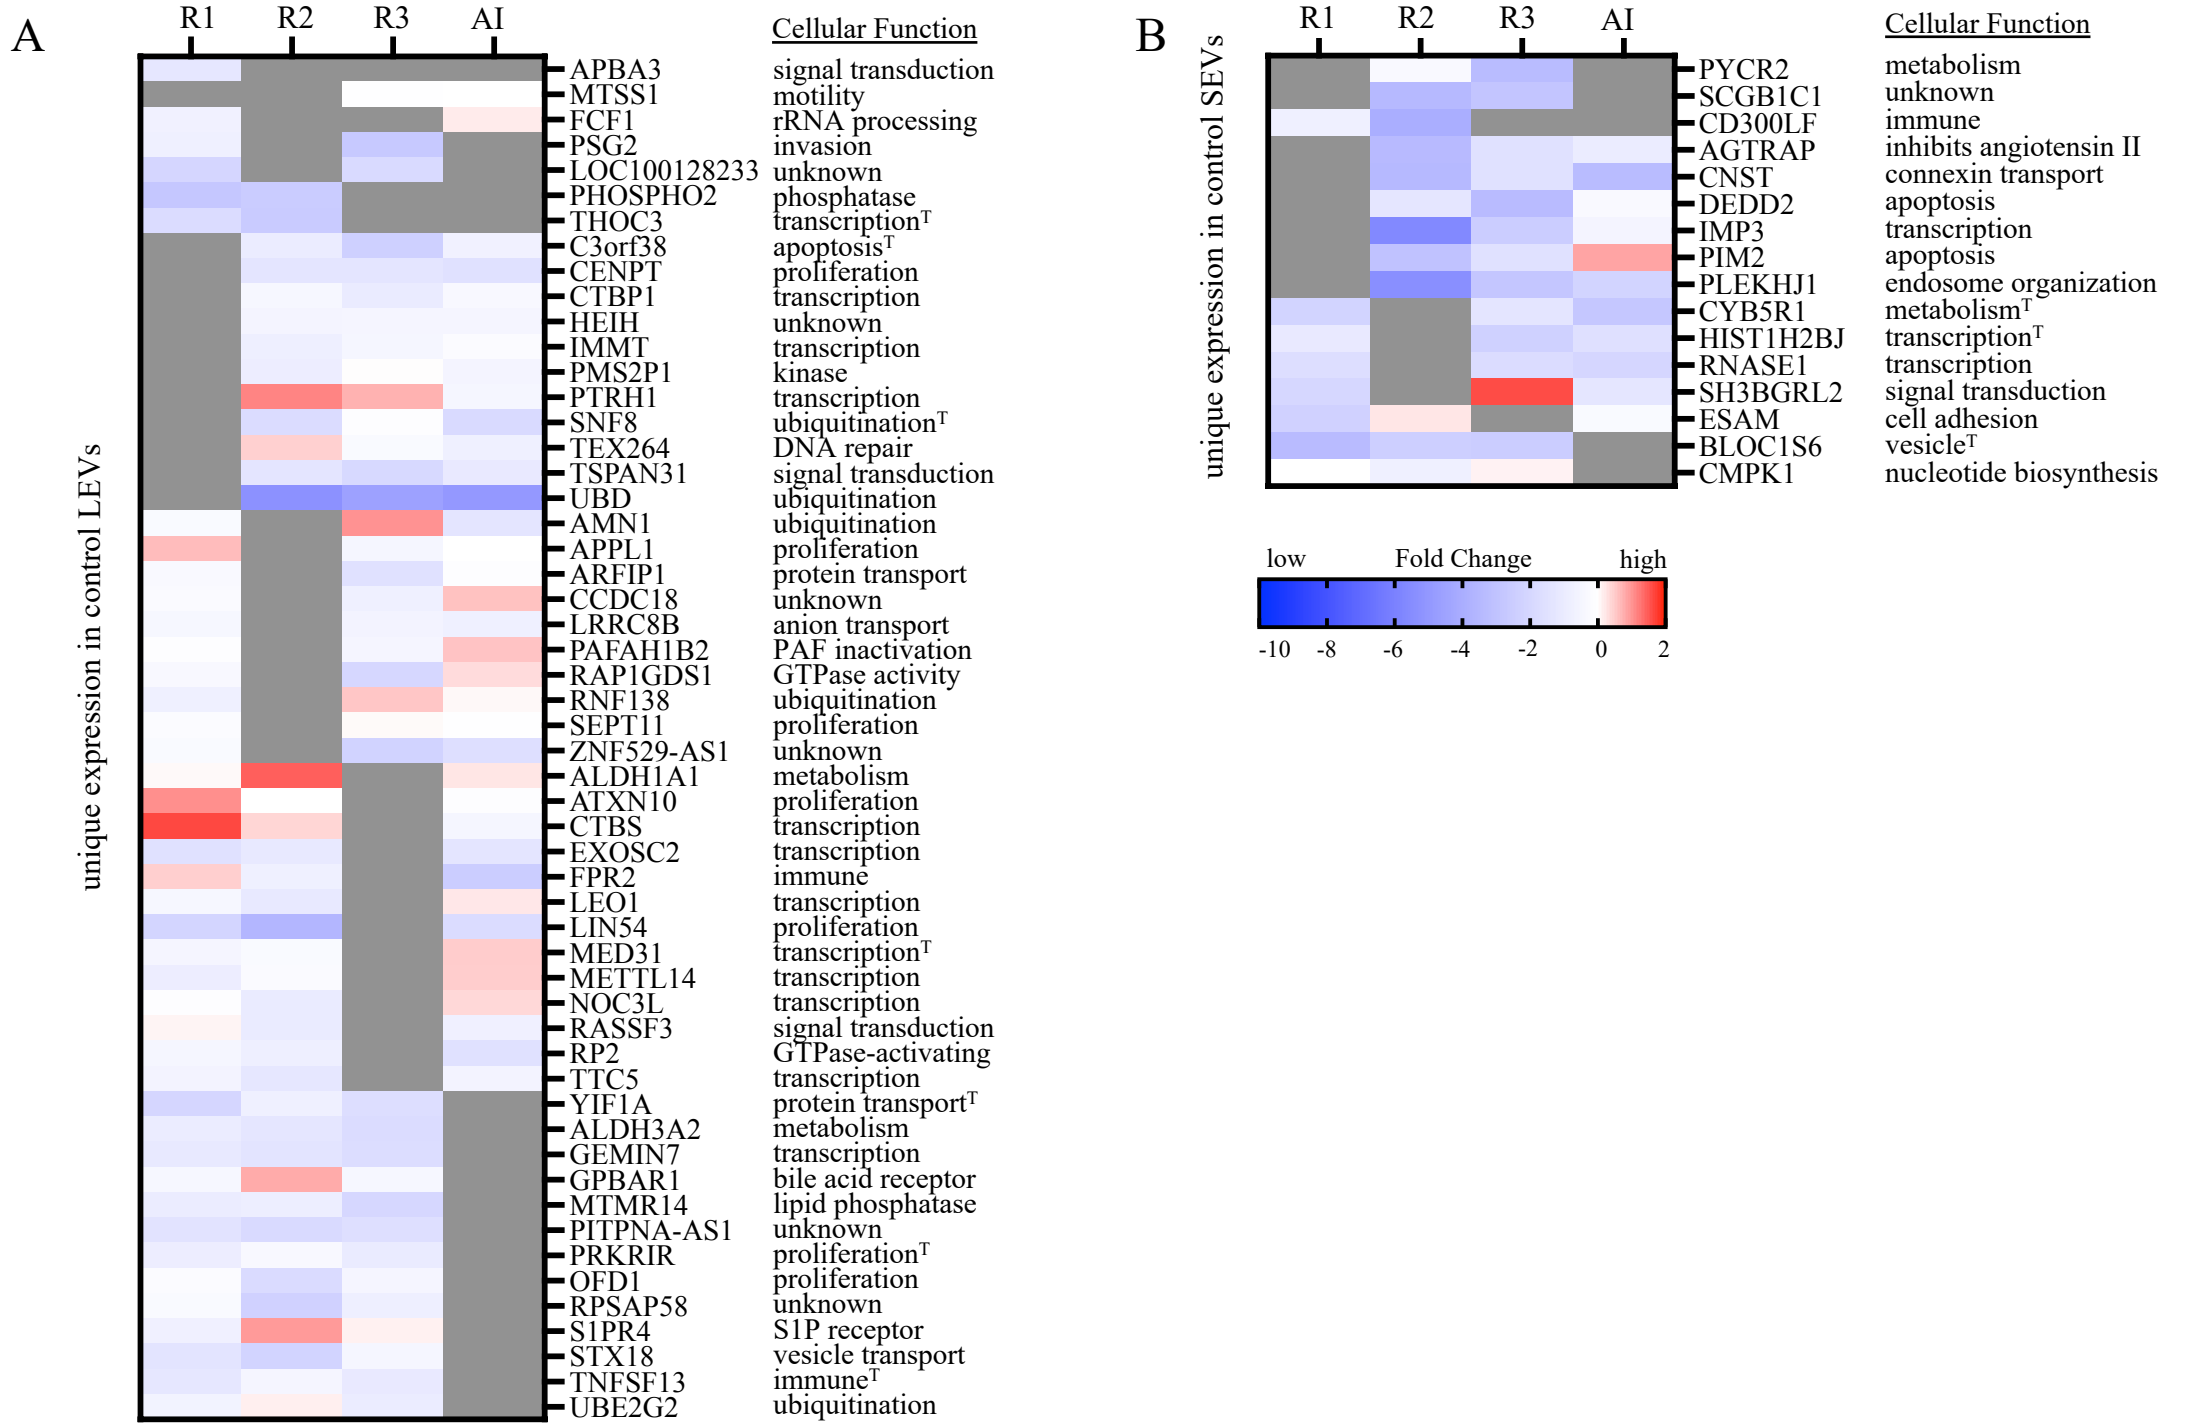 A
R1 R2 R3 AI
Cellular Function
unique expression in control LEVs
APBA3 signal transduction
MTSS1 motility
FCF1 rRNA processing
PSG2 invasion
LOC100128233 unknown
PHOSPHO2 phosphatase
THOC3 transcriptionᵀ
C3orf38 apoptosisᵀ
CENPT proliferation
CTBP1 transcription
HEIH unknown
IMMT transcription
PMS2P1 kinase
PTRH1 transcription
SNF8 ubiquitinationᵀ
TEX264 DNA repair
TSPAN31 signal transduction
UBD ubiquitination
AMN1 ubiquitination
APPL1 proliferation
ARFIP1 protein transport
CCDC18 unknown
LRRC8B anion transport
PAFAH1B2 PAF inactivation
RAP1GDS1 GTPase activity
RNF138 ubiquitination
SEPT11 proliferation
ZNF529-AS1 unknown
ALDH1A1 metabolism
ATXN10 proliferation
CTBS transcription
EXOSC2 transcription
FPR2 immune
LEO1 transcription
LIN54 proliferation
MED31 transcriptionᵀ
METTL14 transcription
NOC3L transcription
RASSF3 signal transduction
RP2 GTPase-activating
TTC5 transcription
YIF1A protein transportᵀ
ALDH3A2 metabolism
GEMIN7 transcription
GPBAR1 bile acid receptor
MTMR14 lipid phosphatase
PITPNA-AS1 unknown
PRKRIR proliferationᵀ
OFD1 proliferation
RPSAP58 unknown
S1PR4 S1P receptor
STX18 vesicle transport
TNFSF13 immuneᵀ
UBE2G2 ubiquitination
B
R1 R2 R3 AI
Cellular Function
unique expression in control SEVs
PYCR2 metabolism
SCGB1C1 unknown
CD300LF immune
AGTRAP inhibits angiotensin II
CNST connexin transport
DEDD2 apoptosis
IMP3 transcription
PIM2 apoptosis
PLEKHJ1 endosome organization
CYB5R1 metabolismᵀ
HIST1H2BJ transcriptionᵀ
RNASE1 transcription
SH3BGRL2 signal transduction
ESAM cell adhesion
BLOC1S6 vesicleᵀ
CMPK1 nucleotide biosynthesis
low Fold Change high
-10 -8 -6 -4 -2 0 2